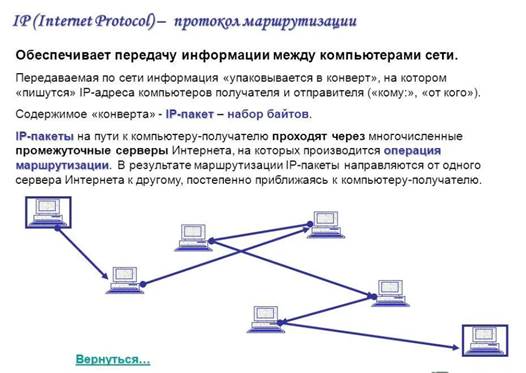 IP (Internet Protocol) – протокол маршрутизации
Обеспечивает передачу информации между компьютерами сети.
Передаваемая по сети информация «упаковывается в конверт», на котором
«пишутся» IP-адреса компьютеров получателя и отправителя («кому:», «от кого»).
Содержимое «конверта» - IP-пакет – набор байтов.
IP-пакеты на пути к компьютеру-получателю проходят через многочисленные
промежуточные серверы Интернета, на которых производится операция
маршрутизации. В результате маршрутизации IP-пакеты направляются от одного
сервера Интернета к другому, постепенно приближаясь к компьютеру-получателю.
Вернуться…